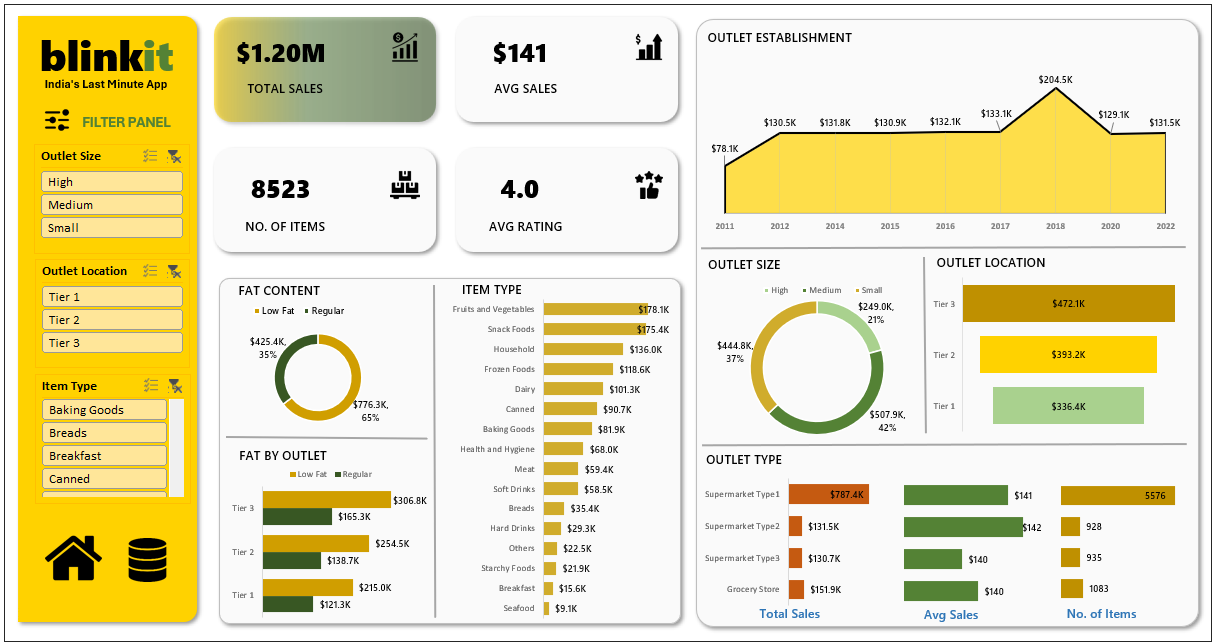 blinkit
India's Last Minute App
FILTER PANEL
Outlet Size
High
Medium
Small
Outlet Location
Tier 1
Tier 2
Tier 3
Item Type
Baking Goods
Breads
Breakfast
Canned
$1.20M
TOTAL SALES
$141
AVG SALES
8523
NO. OF ITEMS
4.0
AVG RATING
FAT CONTENT
Low Fat Regular
$425.4K,
35%
$776.3K,
65%
FAT BY OUTLET
Low Fat Regular
Tier 3 $306.8K
$165.3K
Tier 2 $254.5K
$138.7K
Tier 1 $215.0K
$121.3K
ITEM TYPE
Fruits and Vegetables $178.1K
Snack Foods $175.4K
Household $136.0K
Frozen Foods $118.6K
Dairy $101.3K
Canned $90.7K
Baking Goods $81.9K
Health and Hygiene $68.0K
Meat $59.4K
Soft Drinks $58.5K
Breads $35.4K
Hard Drinks $29.3K
Others $22.5K
Starchy Foods $21.9K
Breakfast $15.6K
Seafood $9.1K
OUTLET ESTABLISHMENT
$78.1K $130.5K $131.8K $130.9K $132.1K $133.1K $204.5K $129.1K $131.5K
2011 2012 2014 2015 2016 2017 2018 2020 2022
OUTLET SIZE
High Medium Small
$249.0K,
21%
$444.8K,
37%
$507.9K,
42%
OUTLET LOCATION
Tier 3 $472.1K
Tier 2 $393.2K
Tier 1 $336.4K
OUTLET TYPE
Supermarket Type1 $787.4K $141 5576
Supermarket Type2 $131.5K $142 928
Supermarket Type3 $130.7K $140 935
Grocery Store $151.9K $140 1083
Total Sales Avg Sales No. of Items